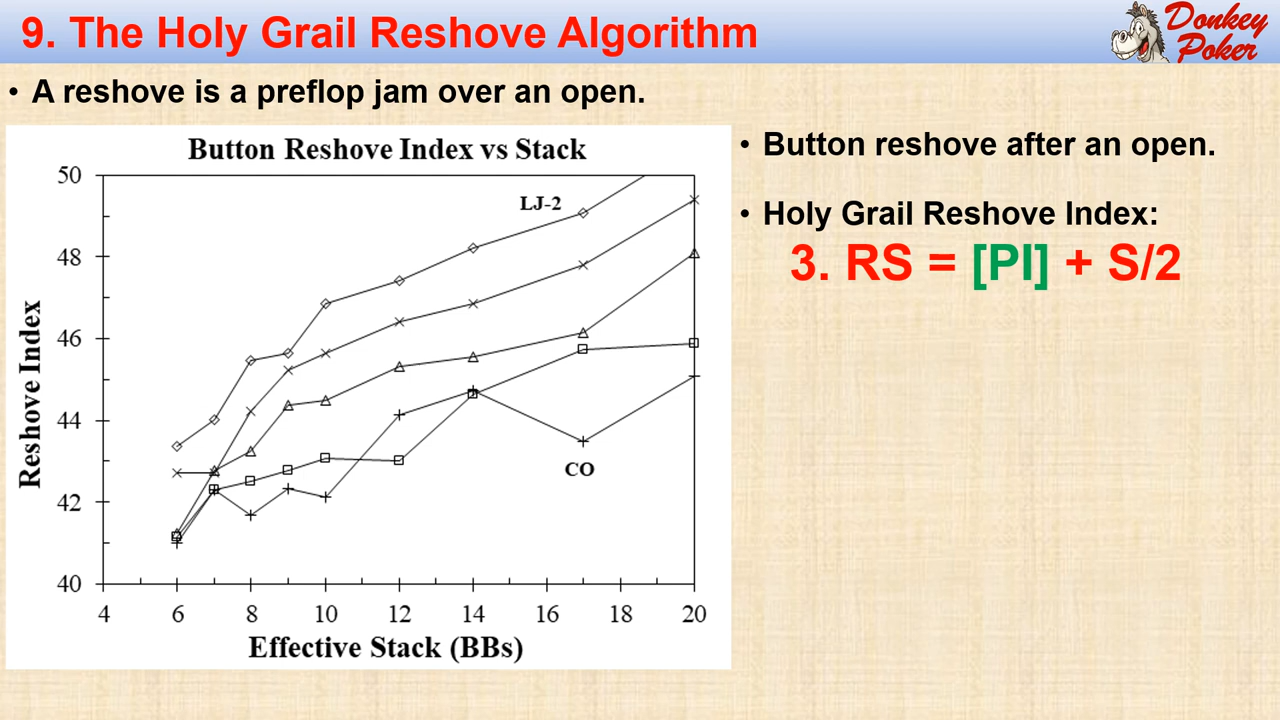 9. The Holy Grail Reshove Algorithm
Donkey
Poker
• A reshove is a preflop jam over an open.
Button Reshove Index vs Stack
50
48
46
44
42
40
Reshove Index
LJ-2
CO
4 6 8 10 12 14 16 18 20
Effective Stack (BBs)
• Button reshove after an open.
• Holy Grail Reshove Index:
3. RS = [PI] + S/2